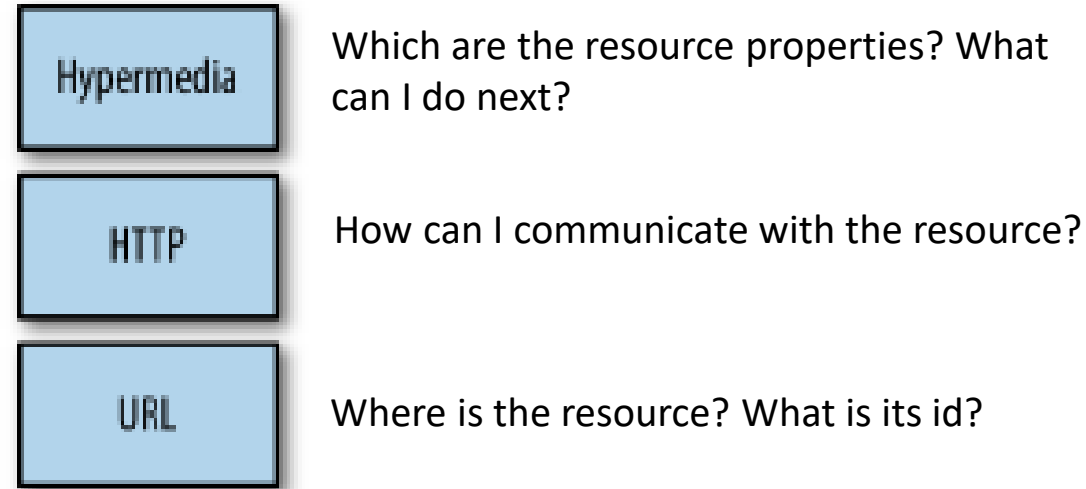 Hypermedia
Which are the resource properties? What
can I do next?
HTTP
How can I communicate with the resource?
URL
Where is the resource? What is its id?